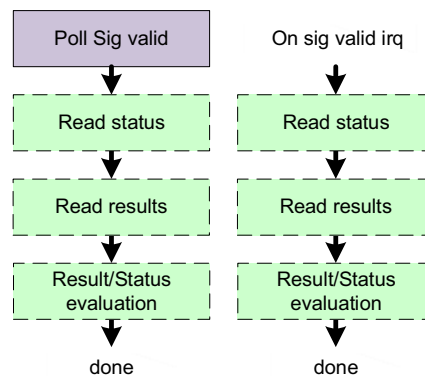 Poll Sig valid
Read status
Read results
Result/Status
evaluation
done
On sig valid irq
Read status
Read results
Result/Status
evaluation
done